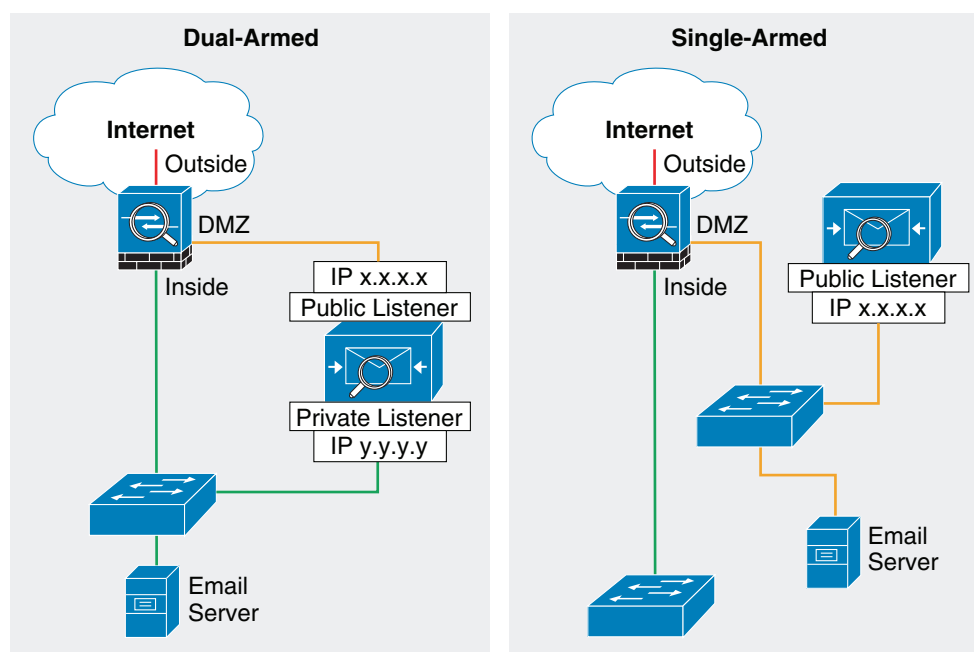 Dual-Armed
Internet
Outside
DMZ
Inside
IP x.x.x.x
Public Listener
Private Listener
IP y.y.y.y
Email
Server
Single-Armed
Internet
Outside
DMZ
Inside
Public Listener
IP x.x.x.x
Email
Server